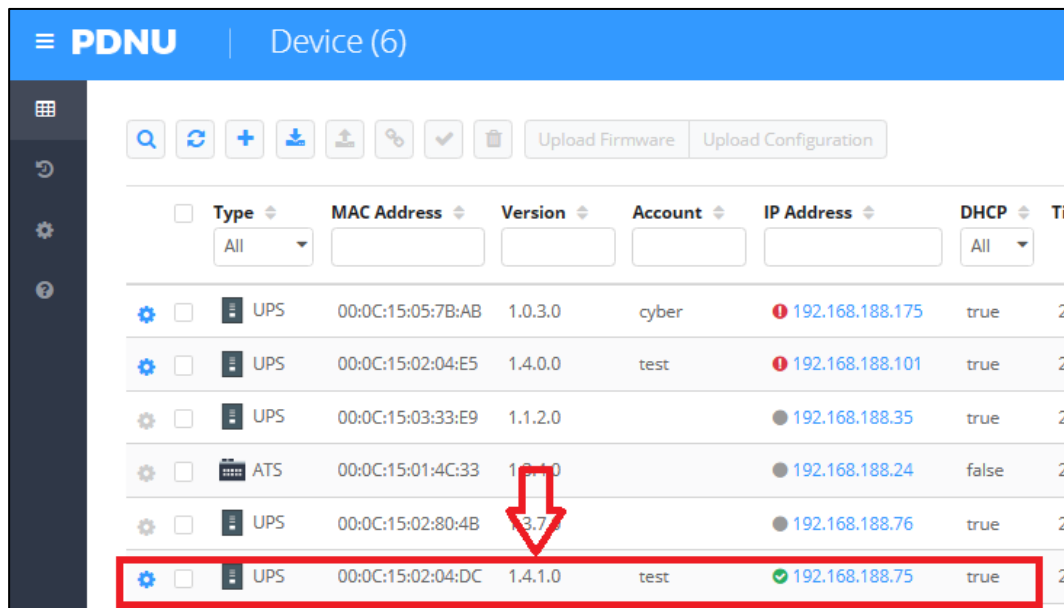 PDNU Device (6)
Upload Firmware Upload Configuration
Type MAC Address Version Account IP Address DHCP
All All
UPS 00:0C:15:05:7B:AB 1.0.3.0 cyber 192.168.188.175 true
UPS 00:0C:15:02:04:E5 1.4.0.0 test 192.168.188.101 true
UPS 00:0C:15:03:33:E9 1.1.2.0 192.168.188.35 true
ATS 00:0C:15:01:4C:33 192.168.188.24 false
UPS 00:0C:15:02:80:4B 192.168.188.76 true
UPS 00:0C:15:02:04:DC 1.4.1.0 test 192.168.188.75 true